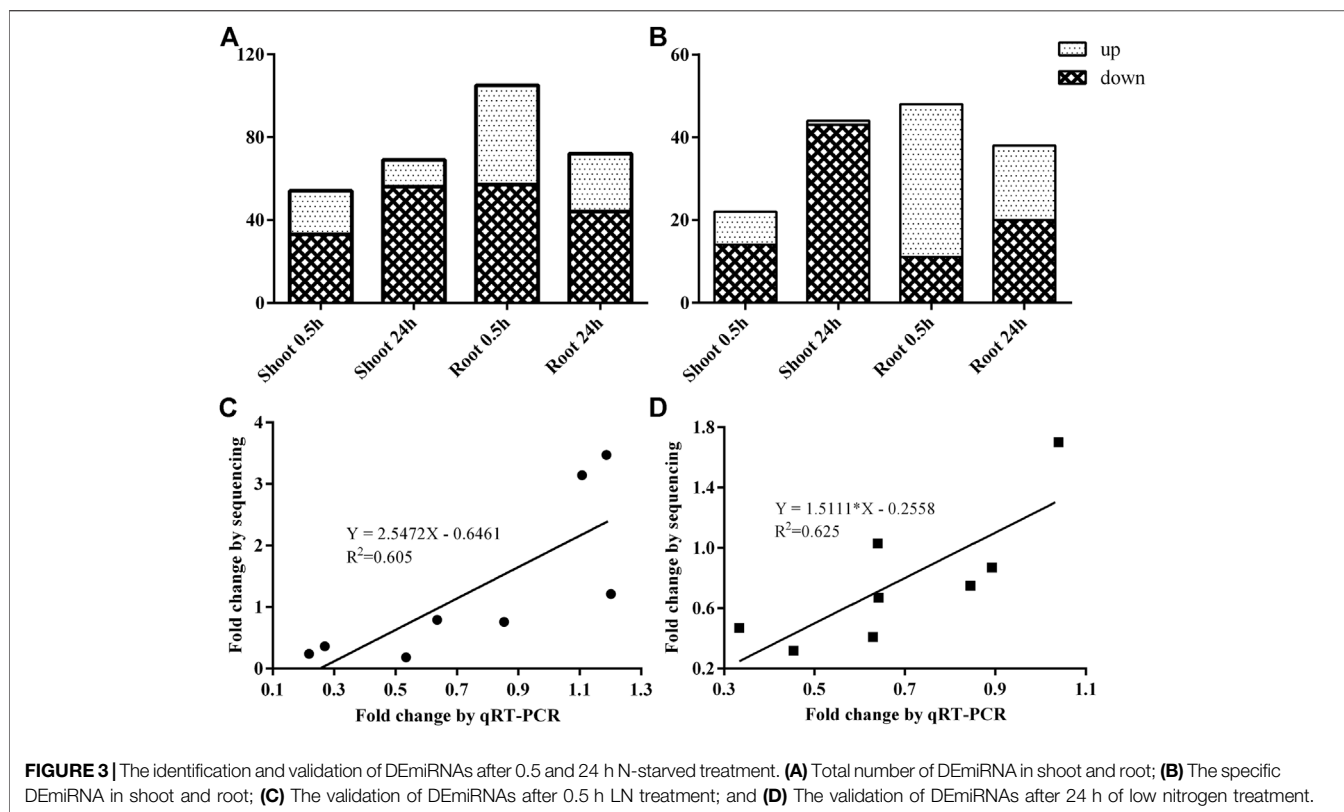 A
120
80
40
0
Shoot 0.5h
Shoot 24h
Root 0.5h
Root 24h
B
60
40
20
0
Shoot 0.5h
Shoot 24h
Root 0.5h
Root 24h
up
down
C
Fold change by sequencing
4
3
2
1
0
Y = 2.5472X - 0.6461
R²=0.605
0.1 0.3 0.5 0.7 0.9 1.1 1.3
Fold change by qRT-PCR
D
Fold change by sequencing
1.8
1.4
1.0
0.6
0.2
Y = 1.5111*X - 0.2558
R²=0.625
0.3 0.5 0.7 0.9 1.1
Fold change by qRT-PCR
FIGURE 3 | The identification and validation of DEmiRNAs after 0.5 and 24 h N-starved treatment. (A) Total number of DEmiRNA in shoot and root; (B) The specific
DEmiRNA in shoot and root; (C) The validation of DEmiRNAs after 0.5 h LN treatment; and (D) The validation of DEmiRNAs after 24 h of low nitrogen treatment.